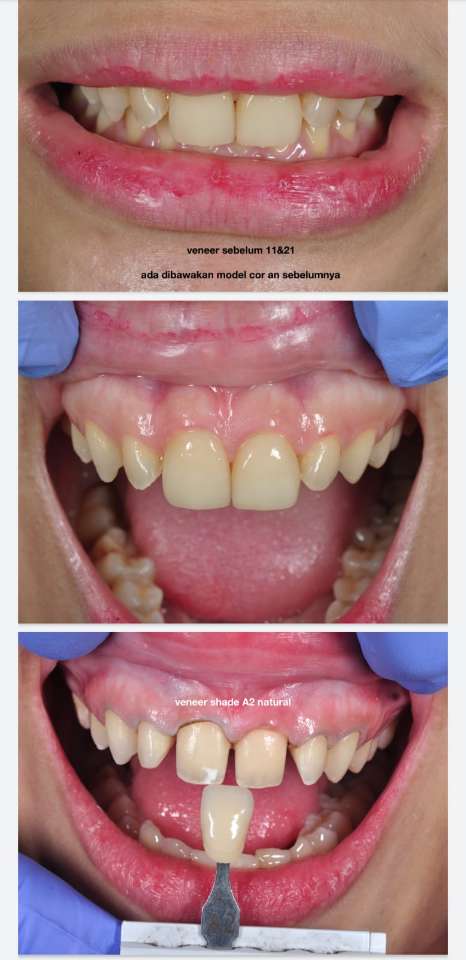 veneer sebelum 11&21
ada dibawakan model cor an sebelumnya
veneer shade A2 natural